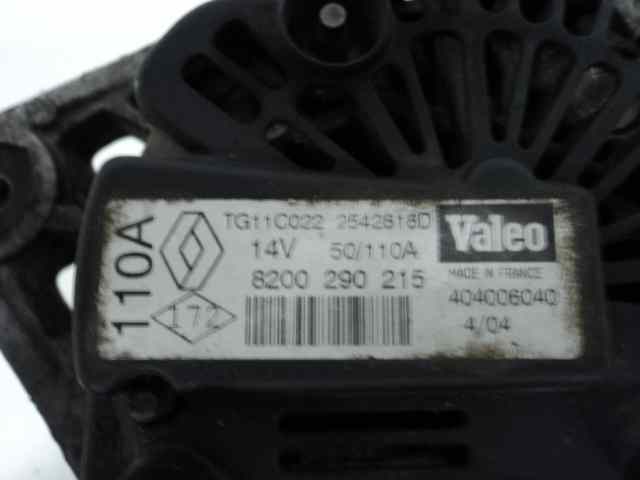 110A
TG11C022 2542618D
14V 50/110A
8200 290 215
172
Valeo
MADE IN FRANCE
404006040
4/04